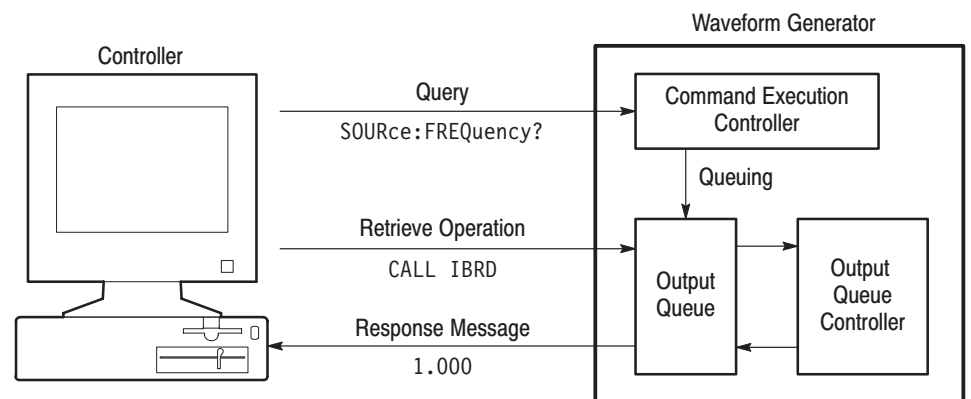 Waveform Generator
Controller
Query
SOURce:FREQuency?
Command Execution
Controller
Queuing
Retrieve Operation
CALL IBRD
Output
Queue
Output
Queue
Controller
Response Message
1.000